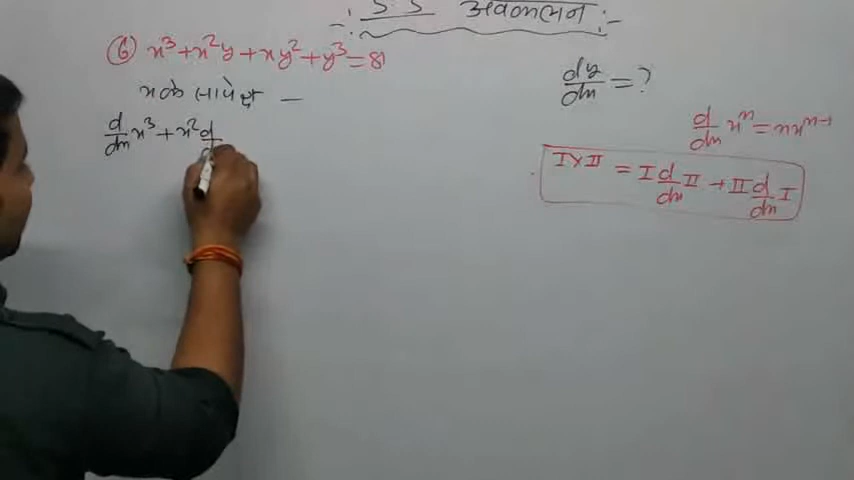 :- 5.5 अवकलन :-
(6) x³ + x²y + xy² + y³ = 81
x के सापेक्ष —
d/dx x³ + x² d
dy/dx = ?
d/dx xⁿ = nxⁿ⁻¹
I×II = I d/dx II + II d/dx I